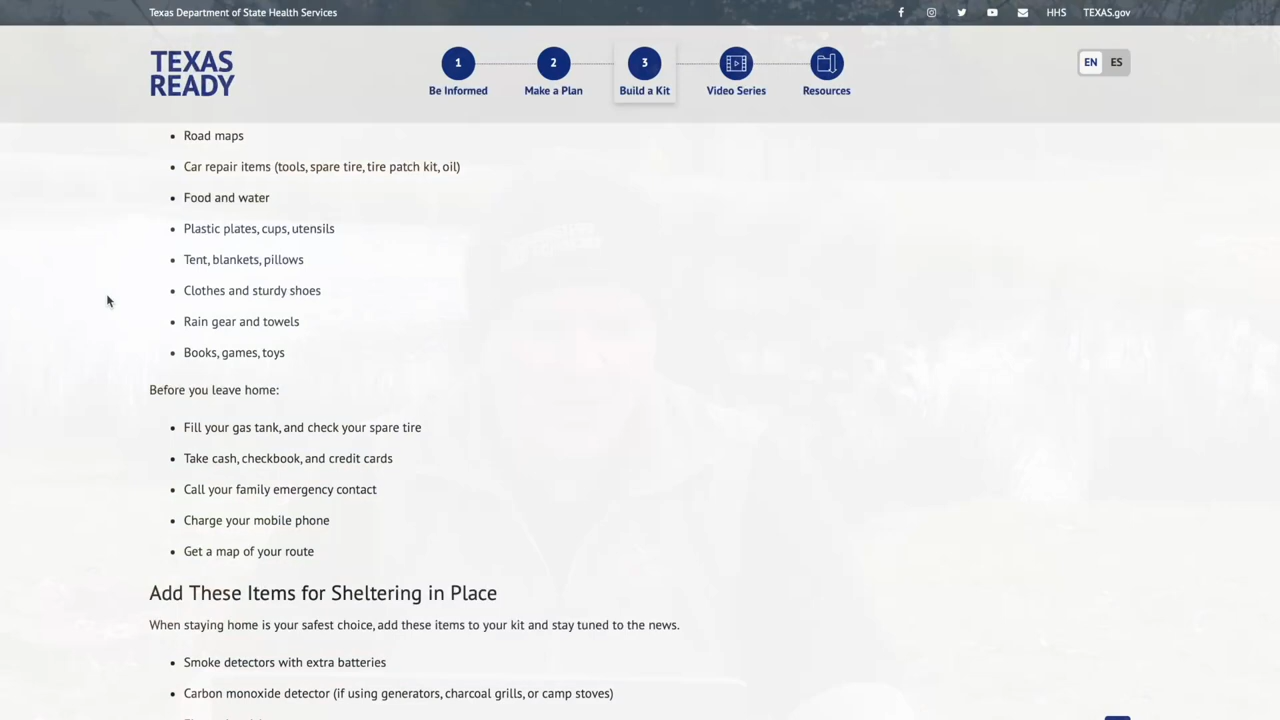 Texas Department of State Health Services
HHS
TEXAS.gov
TEXAS
READY
1
2
3
Be Informed
Make a Plan
Build a Kit
Video Series
Resources
EN
ES
• Road maps
• Car repair items (tools, spare tire, tire patch kit, oil)
• Food and water
• Plastic plates, cups, utensils
• Tent, blankets, pillows
• Clothes and sturdy shoes
• Rain gear and towels
• Books, games, toys
Before you leave home:
• Fill your gas tank, and check your spare tire
• Take cash, checkbook, and credit cards
• Call your family emergency contact
• Charge your mobile phone
• Get a map of your route
Add These Items for Sheltering in Place
When staying home is your safest choice, add these items to your kit and stay tuned to the news.
• Smoke detectors with extra batteries
• Carbon monoxide detector (if using generators, charcoal grills, or camp stoves)